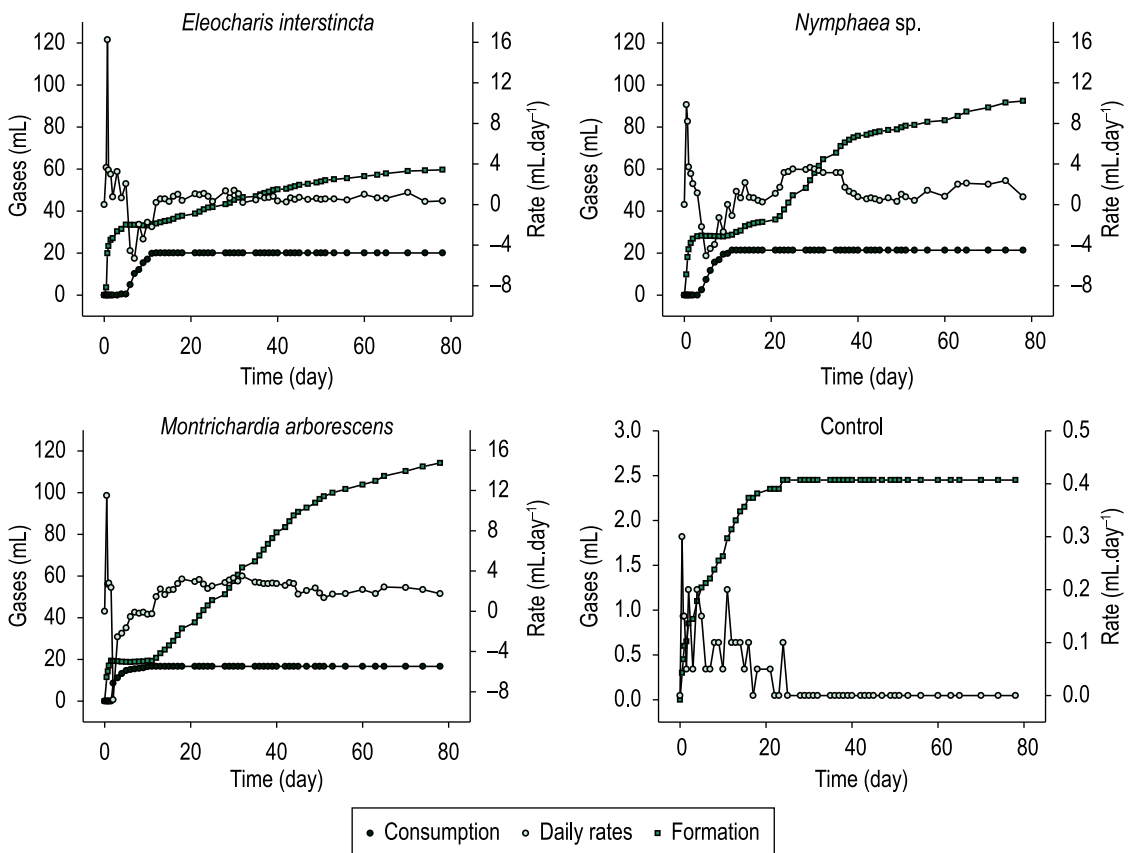 Eleocharis interstincta
120
100
80
60
40
20
0
Gases (mL)
16
12
8
4
0
–4
–8
Rate (mL.day–1)
0 20 40 60 80
Time (day)
Nymphaea sp.
120
100
80
60
40
20
0
Gases (mL)
16
12
8
4
0
–4
–8
Rate (mL.day–1)
0 20 40 60 80
Time (day)
Montrichardia arborescens
120
100
80
60
40
20
0
Gases (mL)
16
12
8
4
0
–4
–8
Rate (mL.day–1)
0 20 40 60 80
Time (day)
Control
3.0
2.5
2.0
1.5
1.0
0.5
0.0
Gases (mL)
0.5
0.4
0.3
0.2
0.1
0.0
Rate (mL.day–1)
0 20 40 60 80
Time (day)
Consumption Daily rates Formation